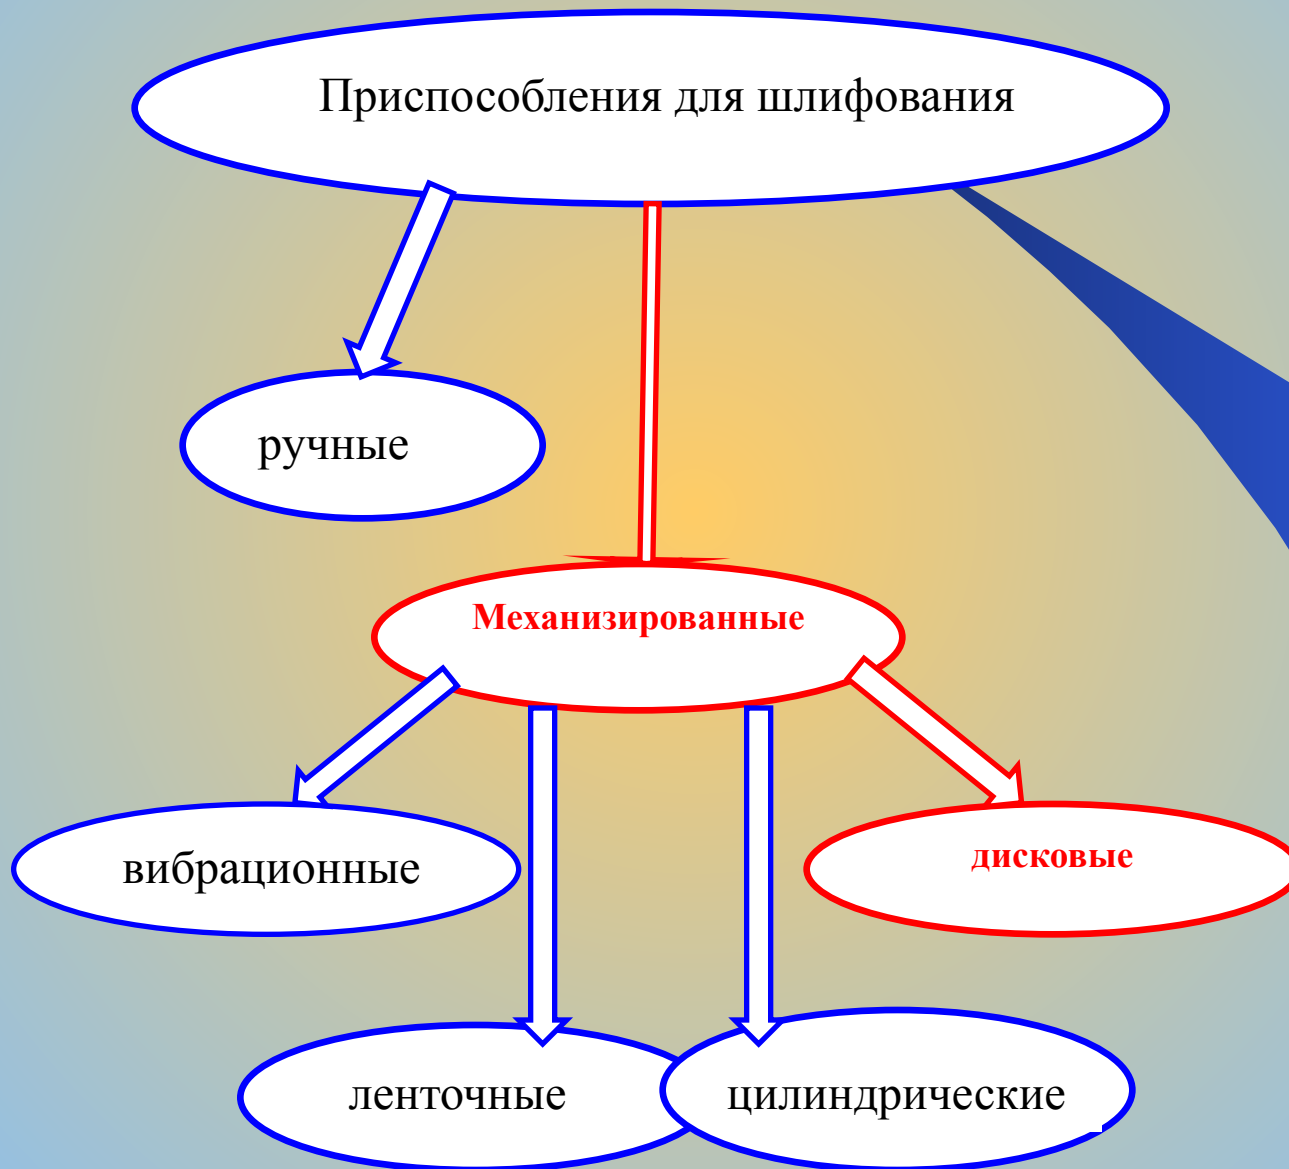 Приспособления для шлифования
ручные
Механизированные
вибрационные
дисковые
ленточные
цилиндрические